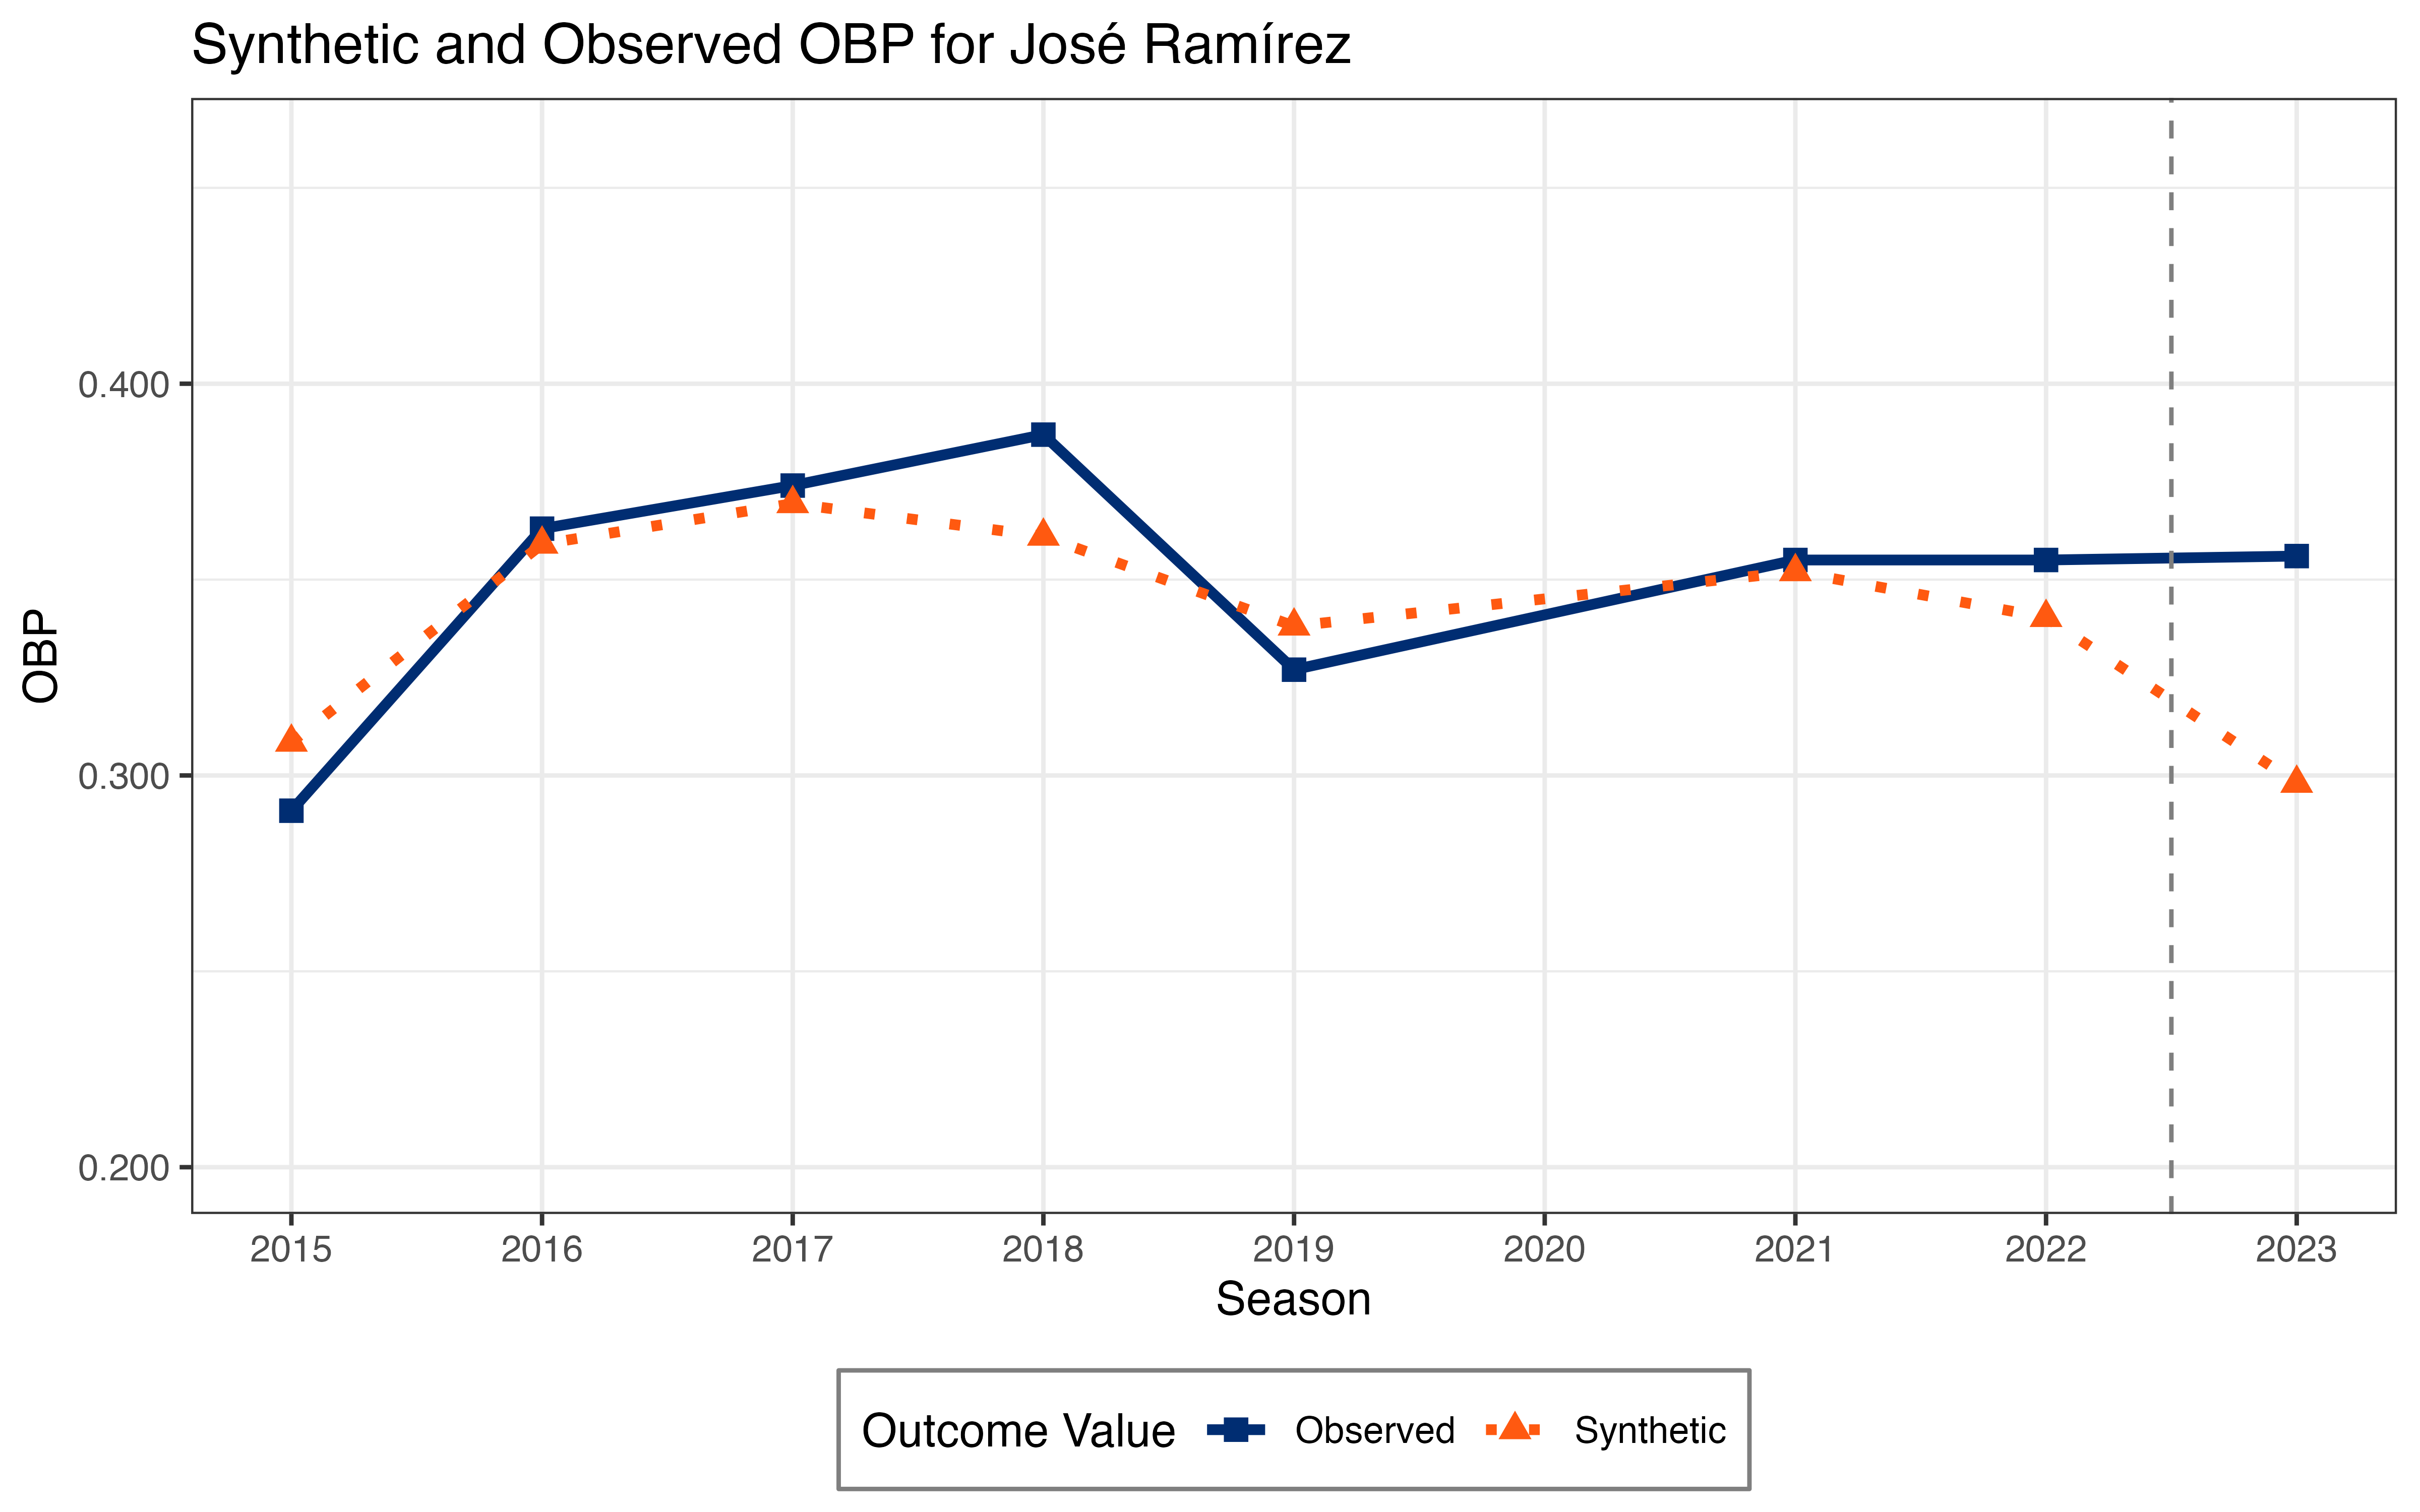 Synthetic and Observed OBP for José Ramírez
OBP
0.400
0.300
0.200
2015 2016 2017 2018 2019 2020 2021 2022 2023
Season
Outcome Value Observed Synthetic